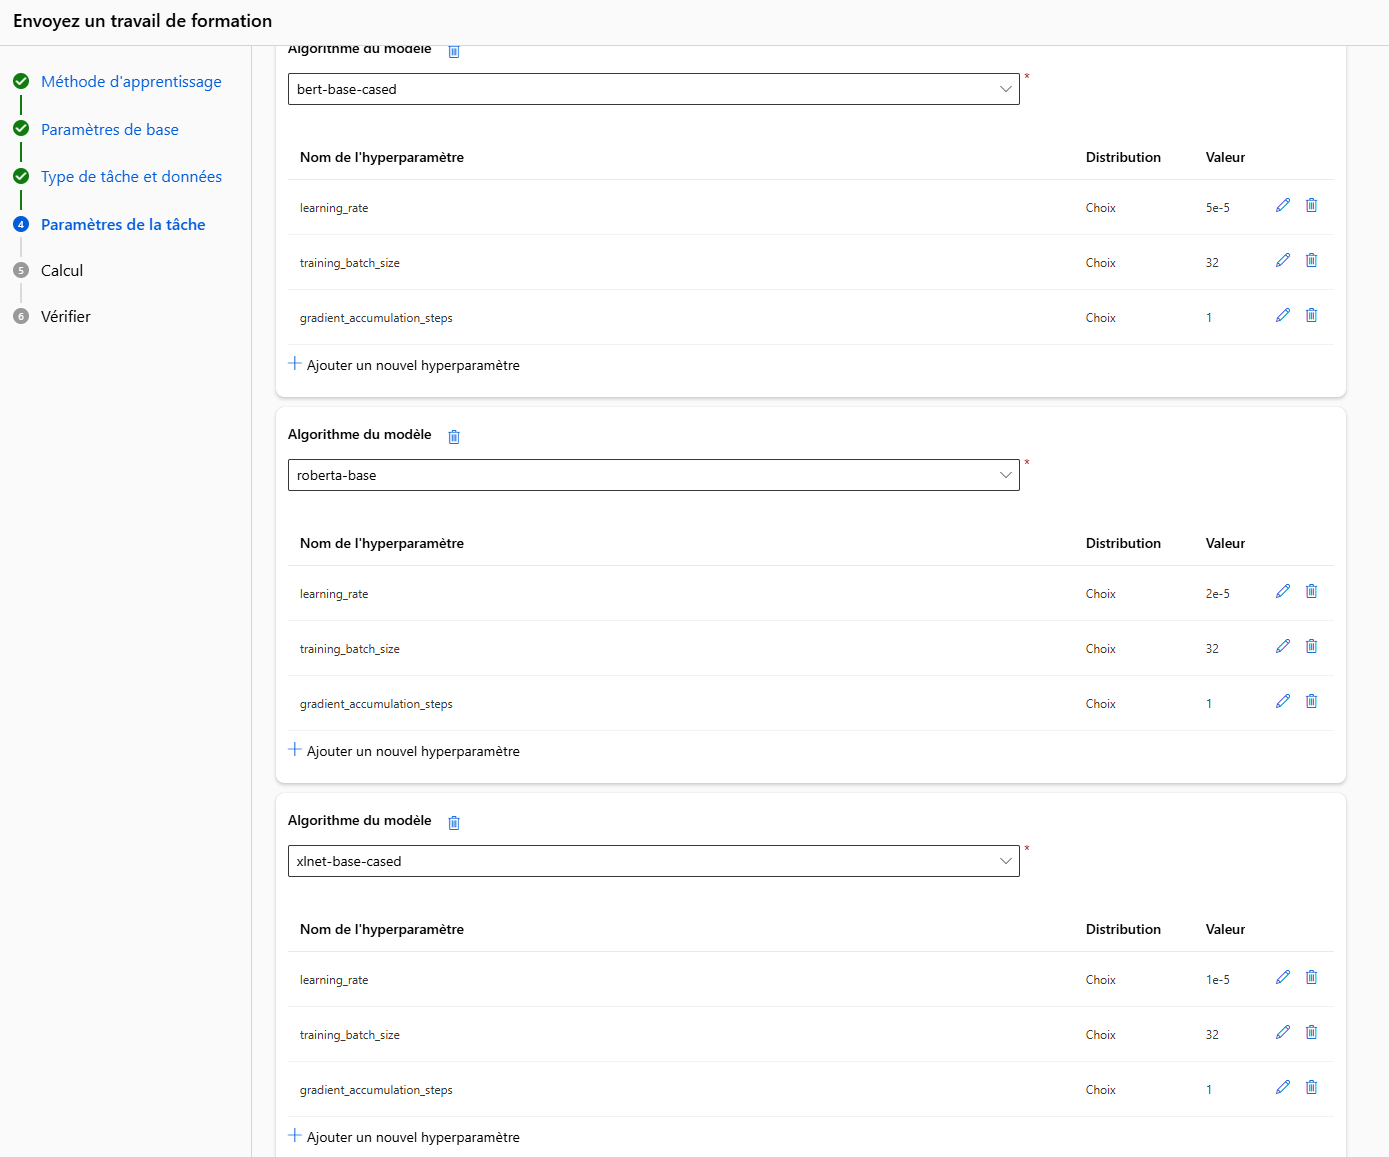 Envoyez un travail de formation
Méthode d'apprentissage
Paramètres de base
Type de tâche et données
4 Paramètres de la tâche
5 Calcul
6 Vérifier
Algorithme du modèle
bert-base-cased *
Nom de l'hyperparamètre Distribution Valeur
learning_rate Choix 5e-5
training_batch_size Choix 32
gradient_accumulation_steps Choix 1
+ Ajouter un nouvel hyperparamètre
Algorithme du modèle
roberta-base *
Nom de l'hyperparamètre Distribution Valeur
learning_rate Choix 2e-5
training_batch_size Choix 32
gradient_accumulation_steps Choix 1
+ Ajouter un nouvel hyperparamètre
Algorithme du modèle
xlnet-base-cased *
Nom de l'hyperparamètre Distribution Valeur
learning_rate Choix 1e-5
training_batch_size Choix 32
gradient_accumulation_steps Choix 1
+ Ajouter un nouvel hyperparamètre